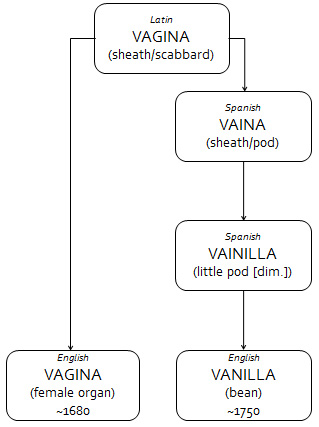 Latin
VAGINA
(sheath/scabbard)
Spanish
VAINA
(sheath/pod)
Spanish
VAINILLA
(little pod [dim.])
English
VAGINA
(female organ)
~1680
English
VANILLA
(bean)
~1750